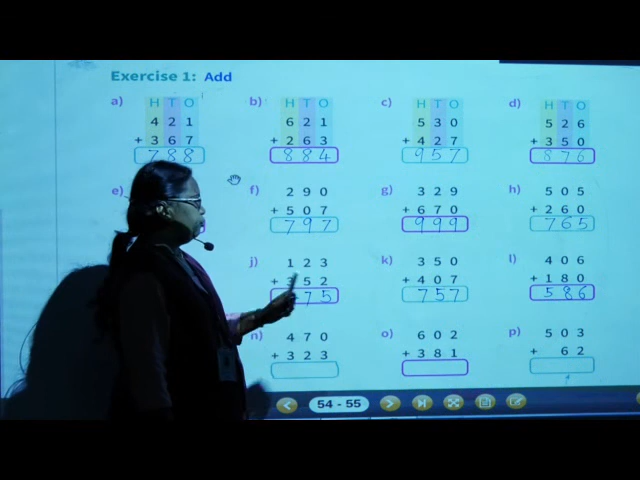 Exercise 1: Add
a) b) c) d)
H T O H T O H T O H T O
4 2 1 6 2 1 5 3 0 5 2 6
+ 3 6 7 + 2 6 3 + 4 2 7 + 3 5 0
7 8 8 8 8 4 9 5 7 8 7 6
e) f) 2 9 0 g) 3 2 9 h) 5 0 5
+ 5 0 7 + 6 7 0 + 2 6 0
7 9 7 9 9 9 7 6 5
j) 1 2 3 k) 3 5 0 l) 4 0 6
+ 3 5 2 + 4 0 7 + 1 8 0
7 5 7 5 7 5 8 6
n) 4 7 0 o) 6 0 2 p) 5 0 3
+ 3 2 3 + 3 8 1 + 6 2
54 - 55